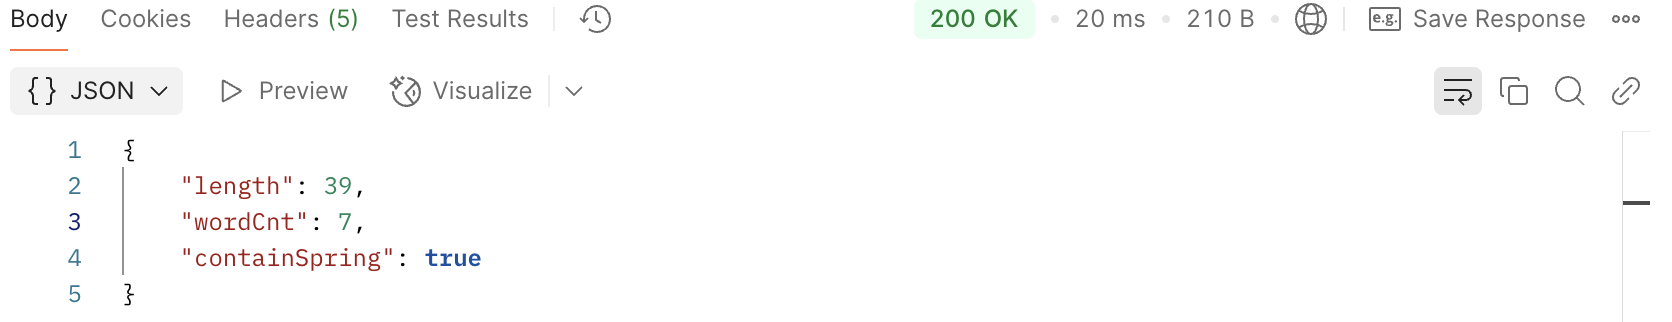 Body Cookies Headers (5) Test Results 200 OK • 20 ms • 210 B • e.g. Save Response
{} JSON Preview Visualize
1 {
2 "length": 39,
3 "wordCnt": 7,
4 "containSpring": true
5 }